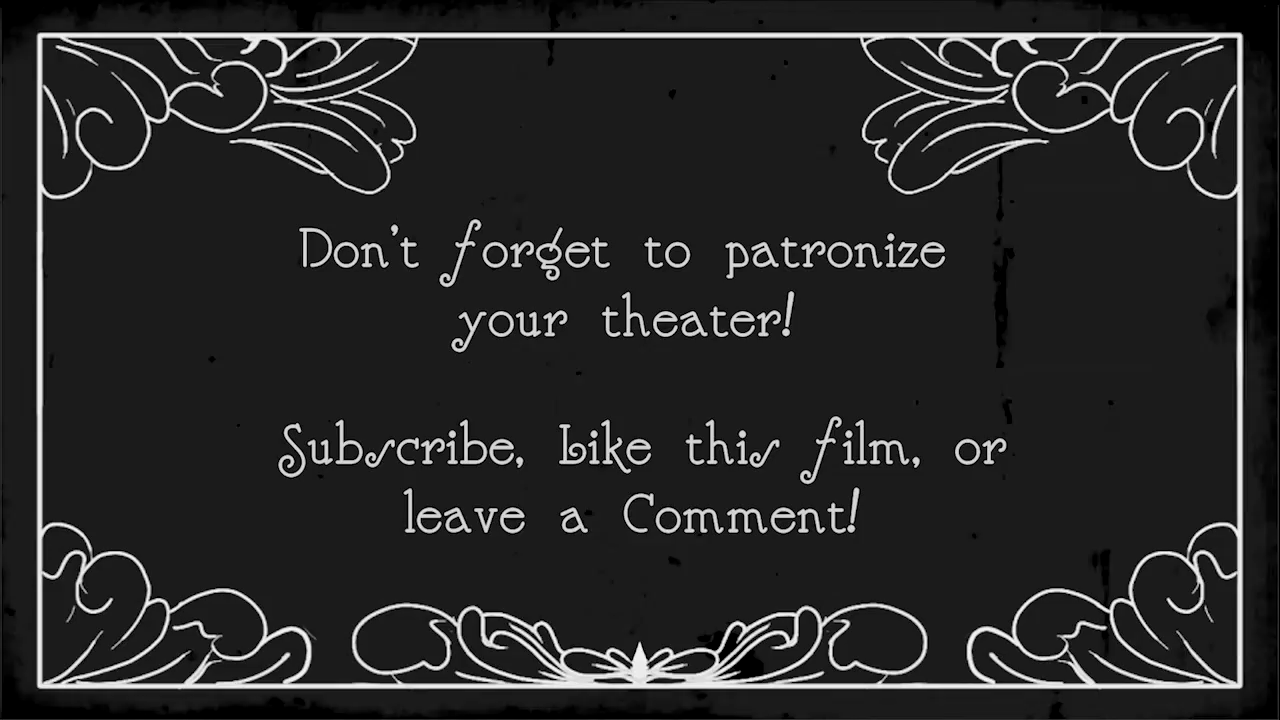 Don't forget to patronize
your theater!
Subscribe, Like this film, or
leave a Comment!